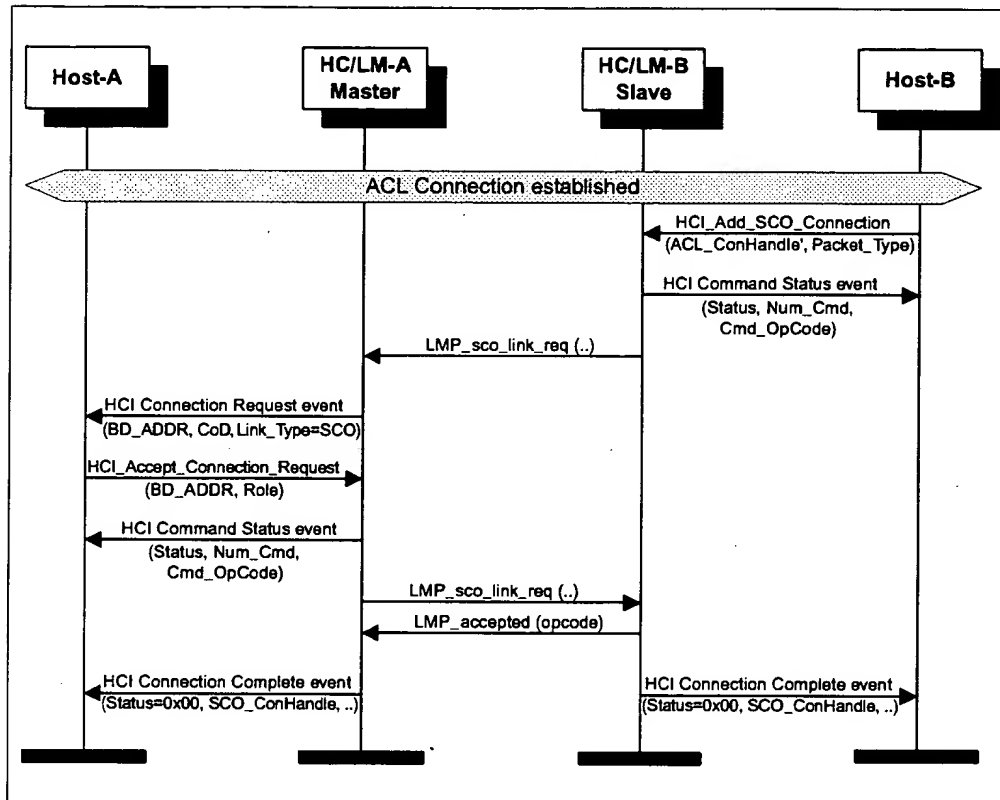 Host-A
HC/LM-A
Master
HC/LM-B
Slave
Host-B
ACL Connection established
HCI_Add_SCO_Connection
(ACL_ConHandle', Packet_Type)
HCI Command Status event
(Status, Num_Cmd,
Cmd_OpCode)
LMP_sco_link_req (..)
HCI Connection Request event
(BD_ADDR, CoD, Link_Type=SCO)
HCI_Accept_Connection_Request
(BD_ADDR, Role)
HCI Command Status event
(Status, Num_Cmd,
Cmd_OpCode)
LMP_sco_link_req (..)
LMP_accepted (opcode)
HCI Connection Complete event
(Status=0x00, SCO_ConHandle, ..)
HCI Connection Complete event
(Status=0x00, SCO_ConHandle, ..)